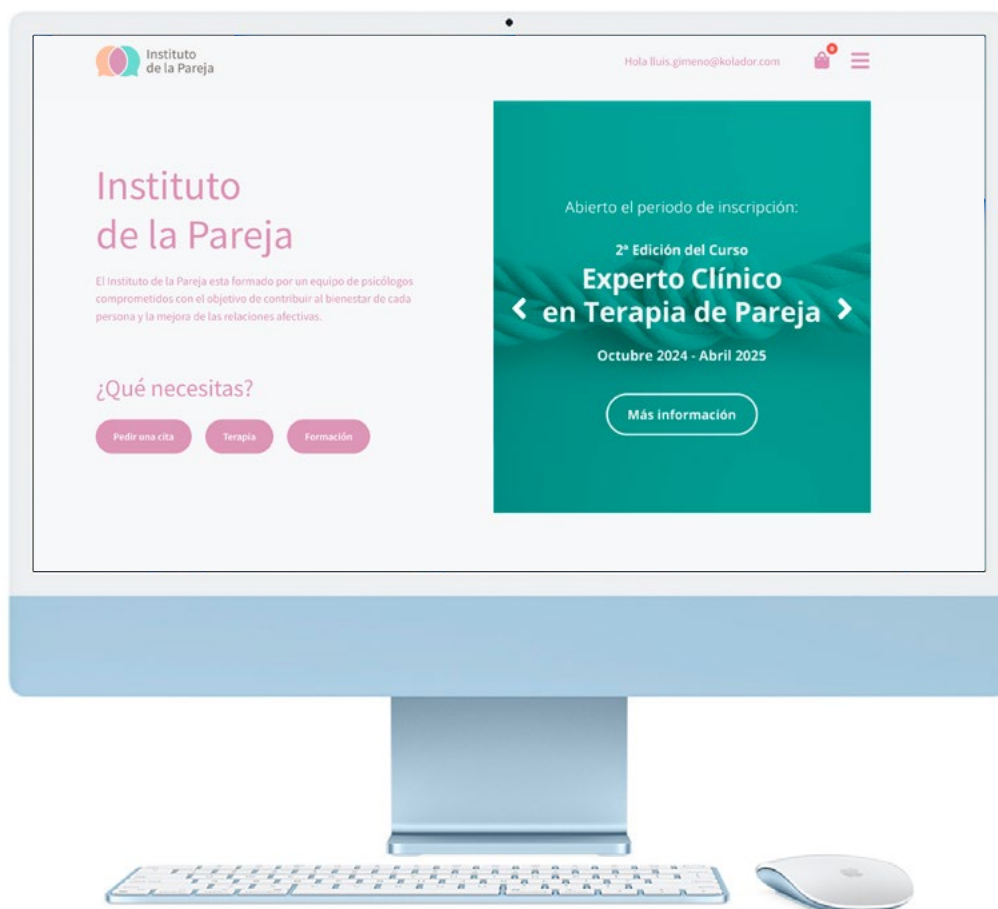 Instituto
de la Pareja
Hola lluis.gimeno@kolador.com
0
Instituto
de la Pareja
El Instituto de la Pareja esta formado por un equipo de psicólogos
comprometidos con el objetivo de contribuir al bienestar de cada
persona y la mejora de las relaciones afectivas.
¿Qué necesitas?
Pedir una cita
Terapia
Formación
Abierto el periodo de inscripción:
2ª Edición del Curso
Experto Clínico
en Terapia de Pareja
Octubre 2024 - Abril 2025
Más información